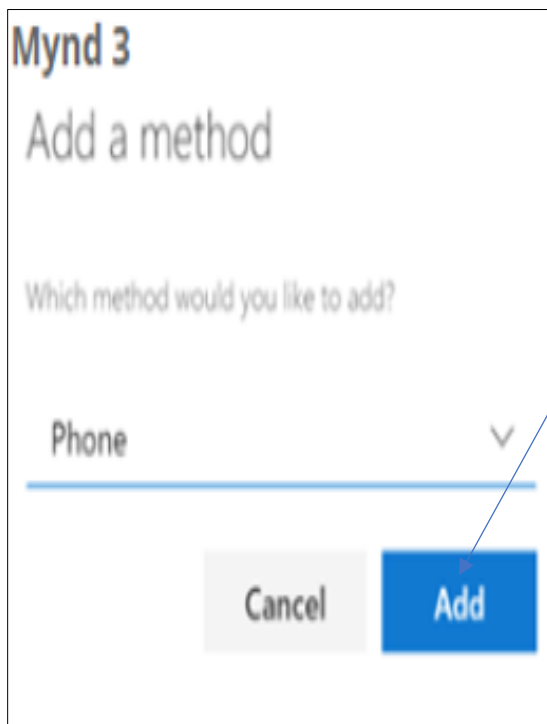 Mynd 3
Add a method
Which method would you like to add?
Phone
Cancel Add